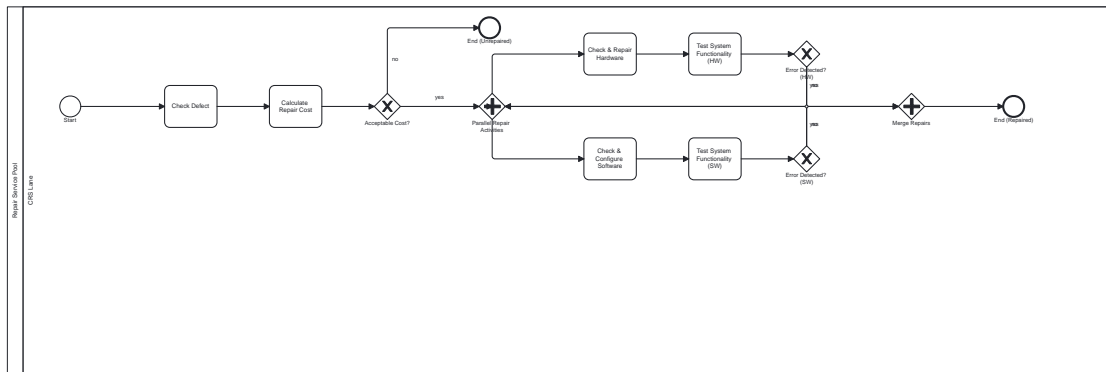 Repair Service Pool
CRS Lane
Start
Check Defect
Calculate
Repair Cost
Acceptable Cost?
no
End (Unrepaired)
yes
Parallel Repair
Activities
Check & Repair
Hardware
Test System
Functionality
(HW)
Error Detected?
(HW)
yes
yes
Check &
Configure
Software
Test System
Functionality
(SW)
Error Detected?
(SW)
Merge Repairs
End (Repaired)